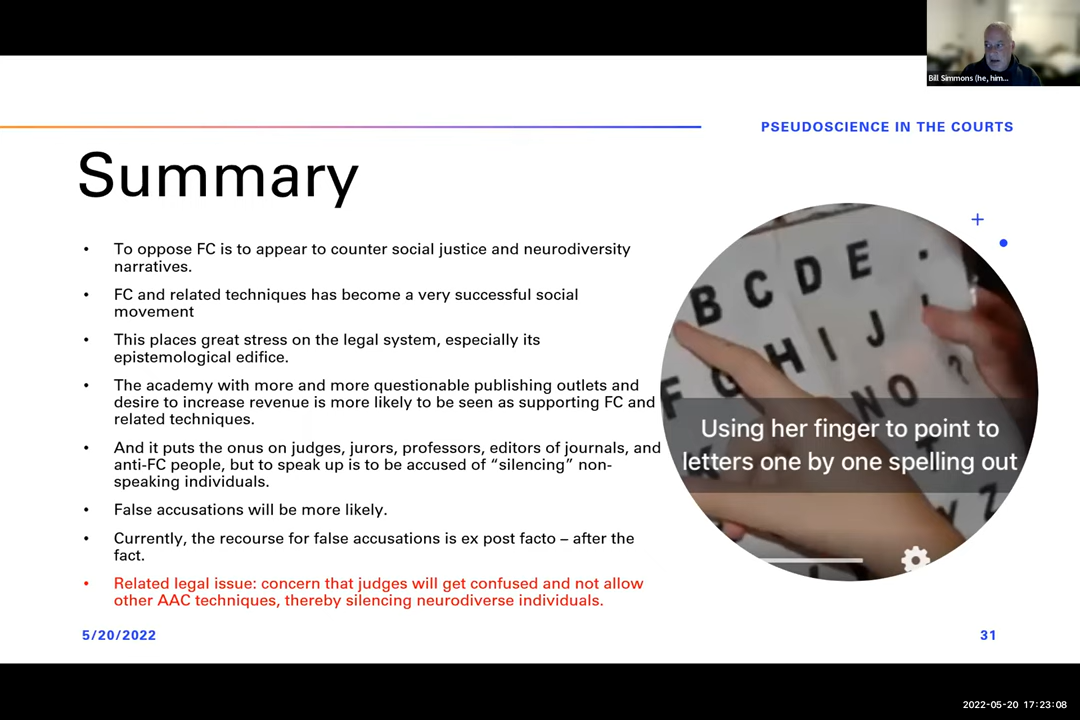 Bill Simmons (he, him...
PSEUDOSCIENCE IN THE COURTS
Summary
• To oppose FC is to appear to counter social justice and neurodiversity
narratives.
• FC and related techniques has become a very successful social
movement
• This places great stress on the legal system, especially its
epistemological edifice.
• The academy with more and more questionable publishing outlets and
desire to increase revenue is more likely to be seen as supporting FC and
related techniques.
• And it puts the onus on judges, jurors, professors, editors of journals, and
anti-FC people, but to speak up is to be accused of “silencing” non-
speaking individuals.
• False accusations will be more likely.
• Currently, the recourse for false accusations is ex post facto – after the
fact.
• Related legal issue: concern that judges will get confused and not allow
other AAC techniques, thereby silencing neurodiverse individuals.
B C D E .
F G H I J ,
K N O ?
Using her finger to point to
letters one by one spelling out
Y Z
5/20/2022
31
2022-05-20 17:23:08